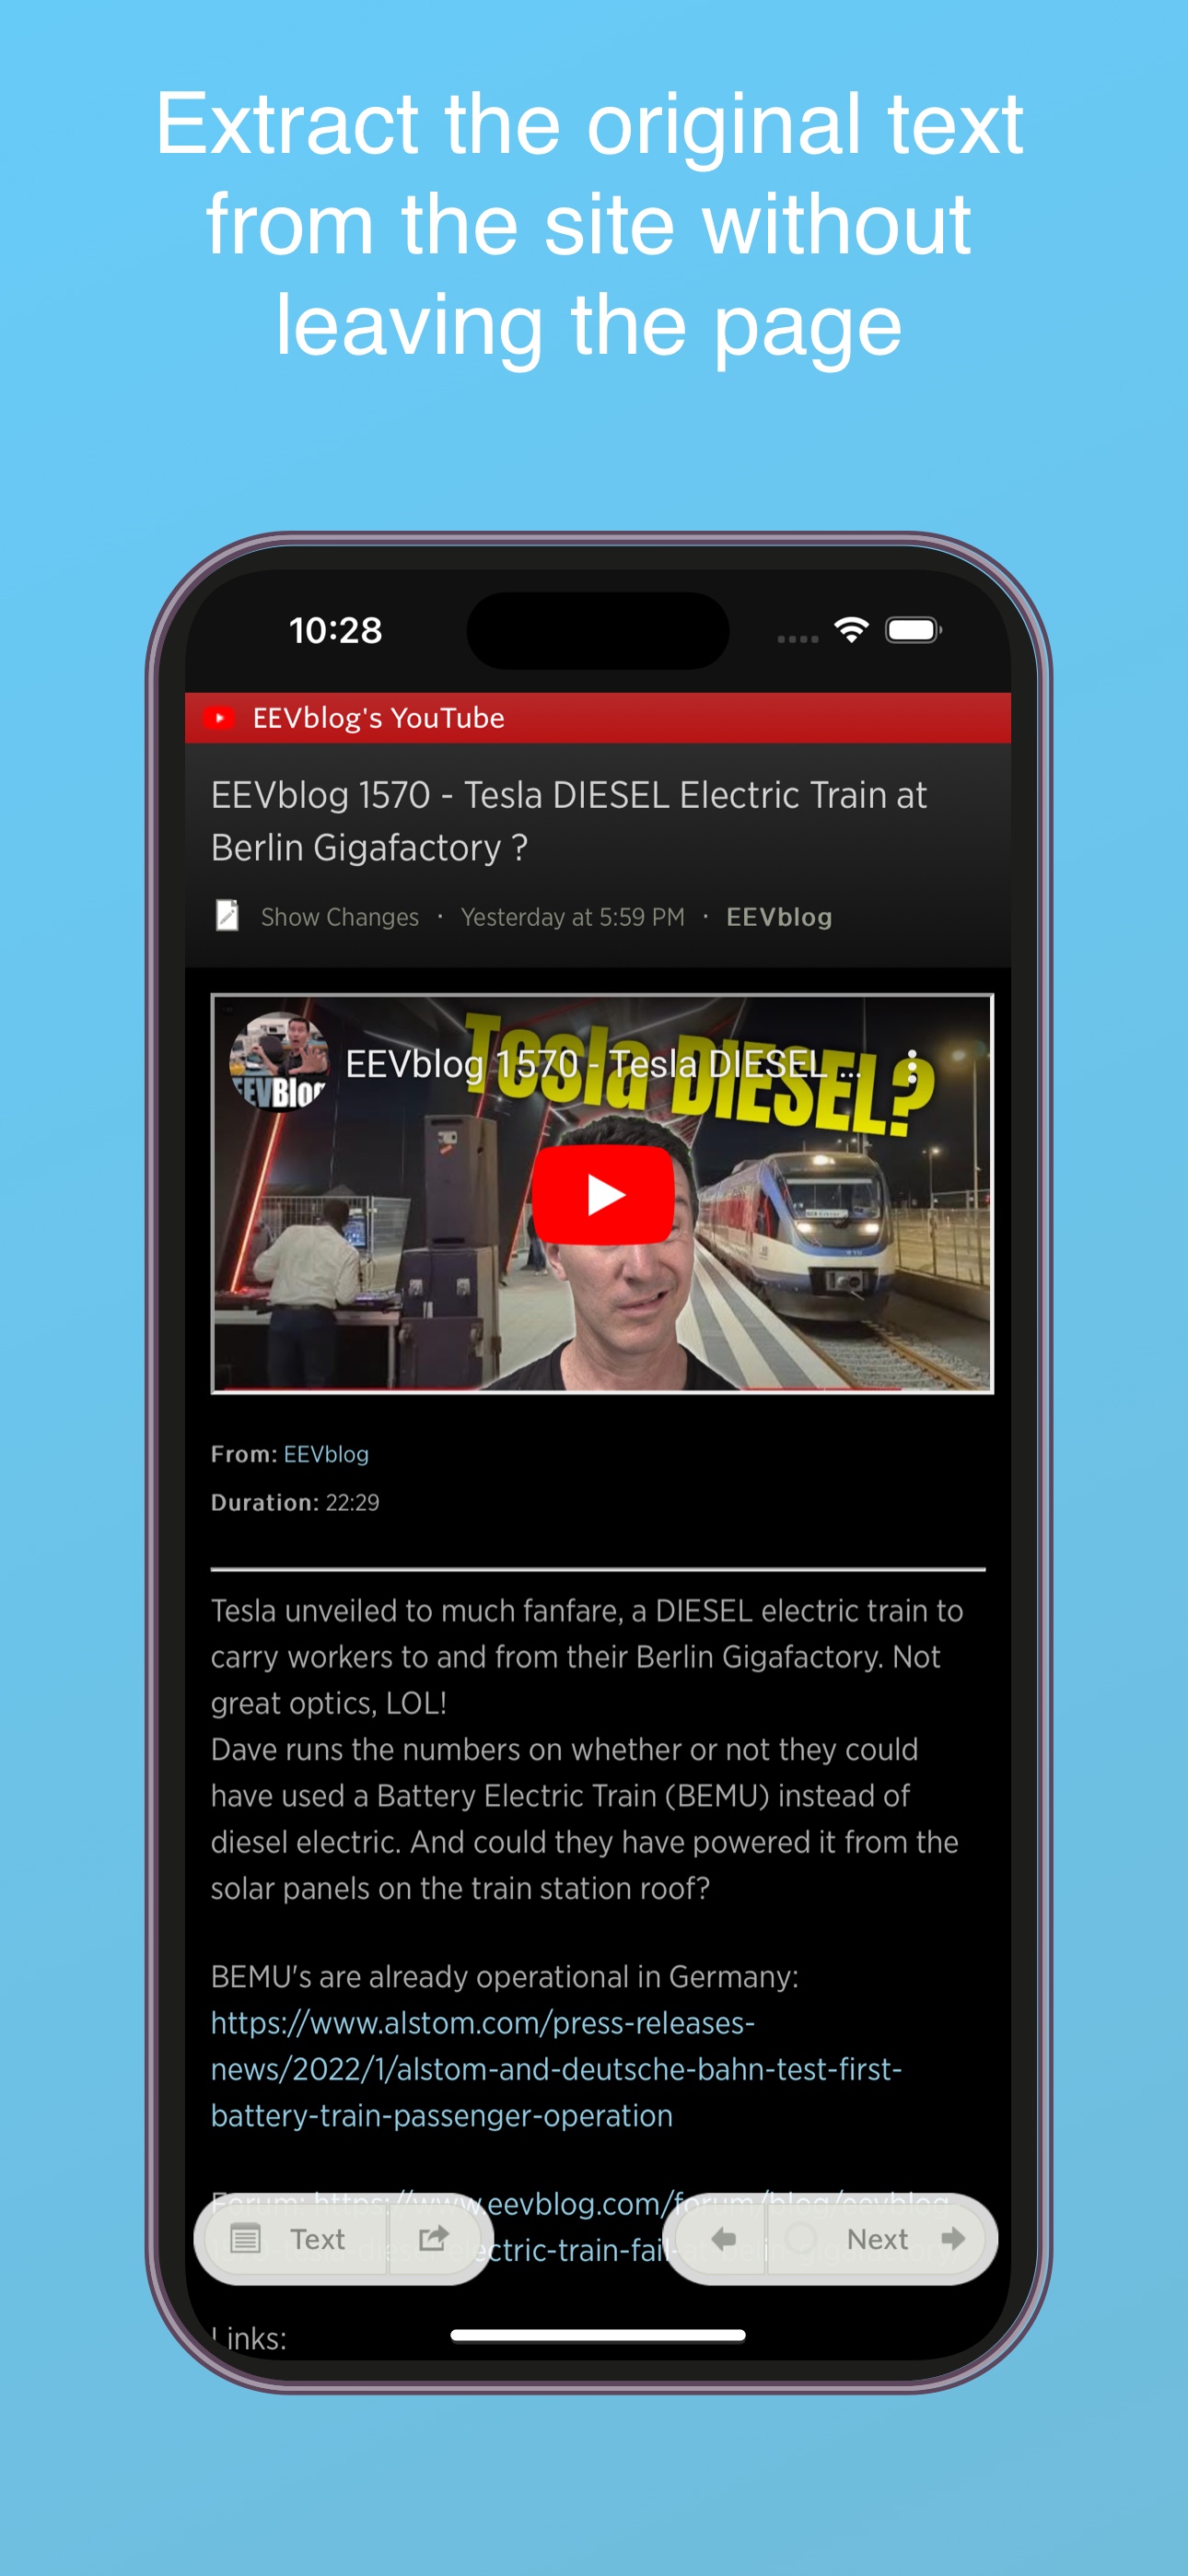 Extract the original text
from the site without
leaving the page
10:28
EEVblog's YouTube
EEVblog 1570 - Tesla DIESEL Electric Train at
Berlin Gigafactory ?
Show Changes · Yesterday at 5:59 PM · EEVblog
Tesla DIESEL?
EEVblog 1570 - Tesla DIESEL ...
EEVBlog
From: EEVblog
Duration: 22:29
Tesla unveiled to much fanfare, a DIESEL electric train to
carry workers to and from their Berlin Gigafactory. Not
great optics, LOL!
Dave runs the numbers on whether or not they could
have used a Battery Electric Train (BEMU) instead of
diesel electric. And could they have powered it from the
solar panels on the train station roof?
BEMU's are already operational in Germany:
https://www.alstom.com/press-releases-
news/2022/1/alstom-and-deutsche-bahn-test-first-
battery-train-passenger-operation
Forum: https://www.eevblog.com/forum/blog/eevblog
diesel-electric-train-fail-
Text
Next
Links: